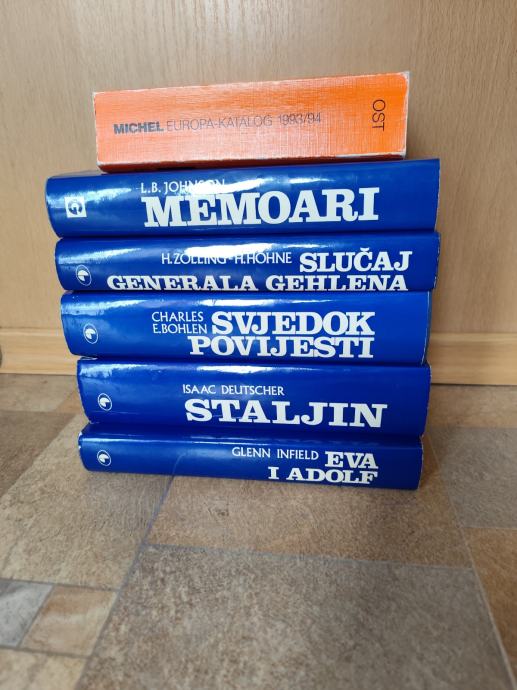 MICHEL EUROPA-KATALOG 1993/94 OST
L.B. JOHNSON
MEMOARI
H.ZOLLING-H.HÖHNE SLUČAJ
GENERALA GEHLENA
CHARLES
E.BOHLEN
SVJEDOK
POVIJESTI
ISAAC DEUTSCHER
STALJIN
GLENN INFIELD EVA
I ADOLF